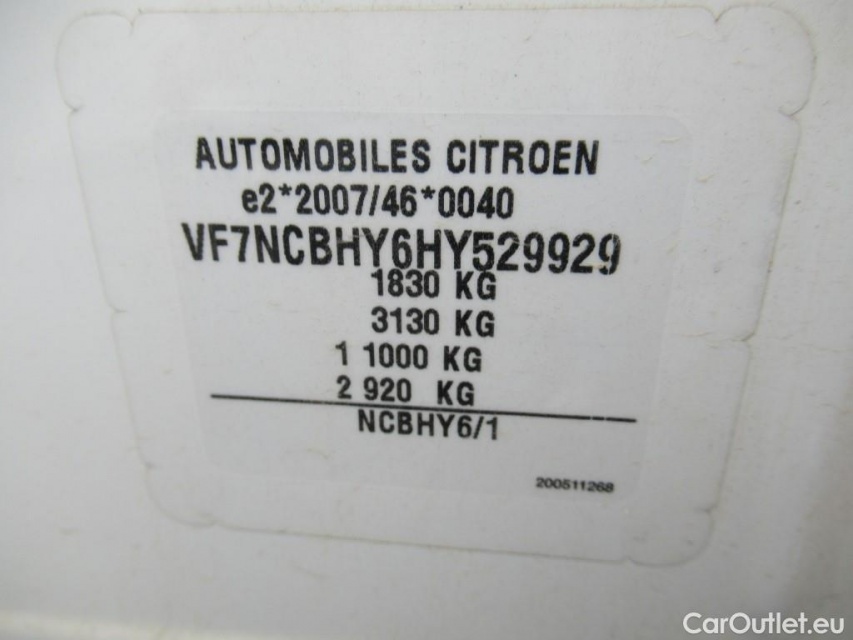 AUTOMOBILES CITROEN
e2*2007/46*0040
VF7NCBHY6HY529929
1830 KG
3130 KG
1 1000 KG
2 920 KG
NCBHY6/1
200511268
CarOutlet.eu